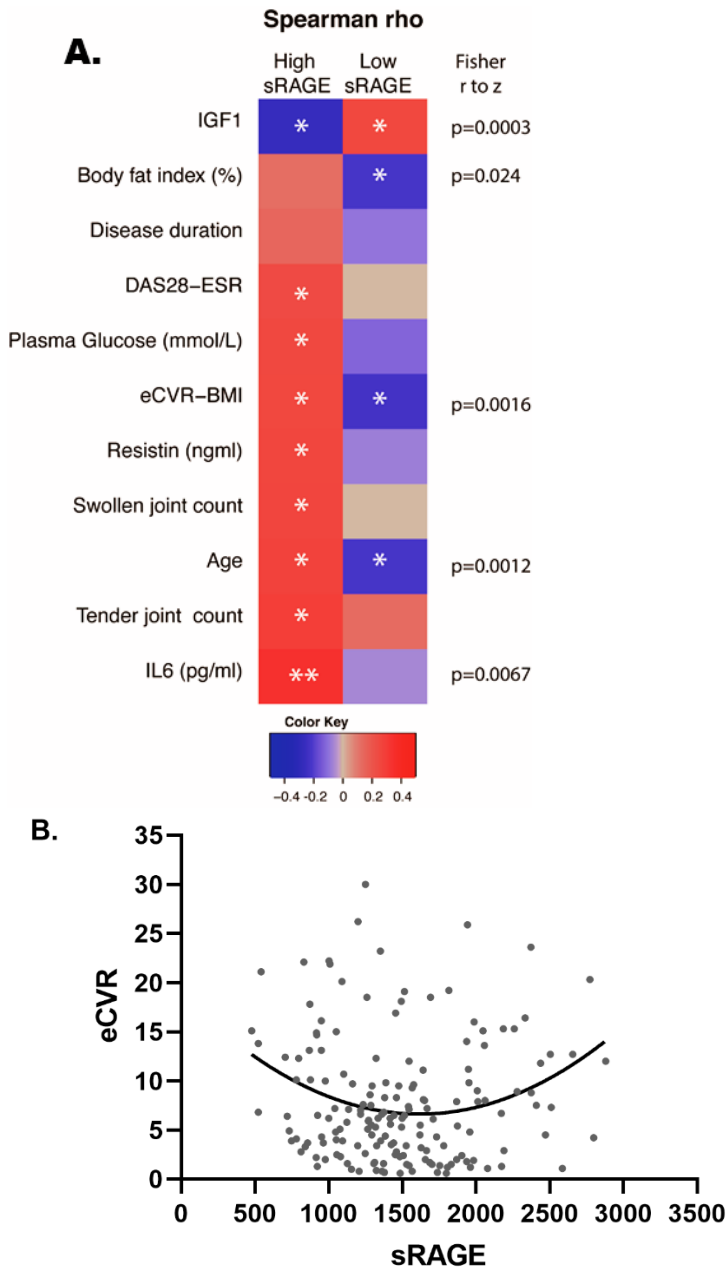 Spearman rho
A.
High
sRAGE
Low
sRAGE
Fisher
r to z
IGF1
*
*
p=0.0003
Body fat index (%)
*
p=0.024
Disease duration
DAS28−ESR
*
Plasma Glucose (mmol/L)
*
eCVR−BMI
*
*
p=0.0016
Resistin (ngml)
*
Swollen joint count
*
Age
*
*
p=0.0012
Tender joint count
*
IL6 (pg/ml)
**
p=0.0067
Color Key
−0.4 -0.2 0 0.2 0.4
B.
35
30
25
20
15
10
5
0
eCVR
0 500 1000 1500 2000 2500 3000 3500
sRAGE